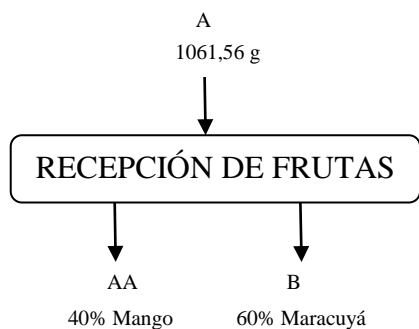 A
1061,56 g
RECEPCIÓN DE FRUTAS
AA B
40% Mango 60% Maracuyá